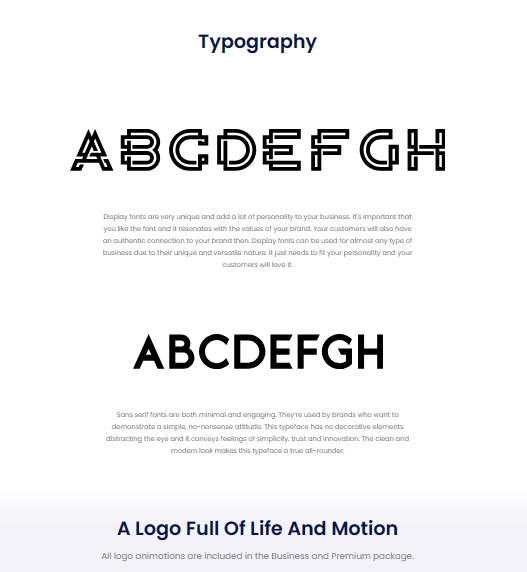 Typography
ABCDEFGH
Display fonts are very unique and add a lot of personality to your business. It's important that
you like the font and it resonates with the values of your brand. Your customers will also have
an authentic connection to your brand then. Display fonts can be used for almost any type of
business due to their unique and versatile nature. It just needs to fit your personality and your
customers will love it.
ABCDEFGH
Sans serif fonts are both minimal and engaging. They're used by brands who want to
demonstrate a simple, no-nonsense attitude. This typeface has no decorative elements
distracting the eye and it conveys feelings of simplicity, trust and innovation. The clean and
modern look makes this typeface a true all-rounder.
A Logo Full Of Life And Motion
All logo animations are included in the Business and Premium package.